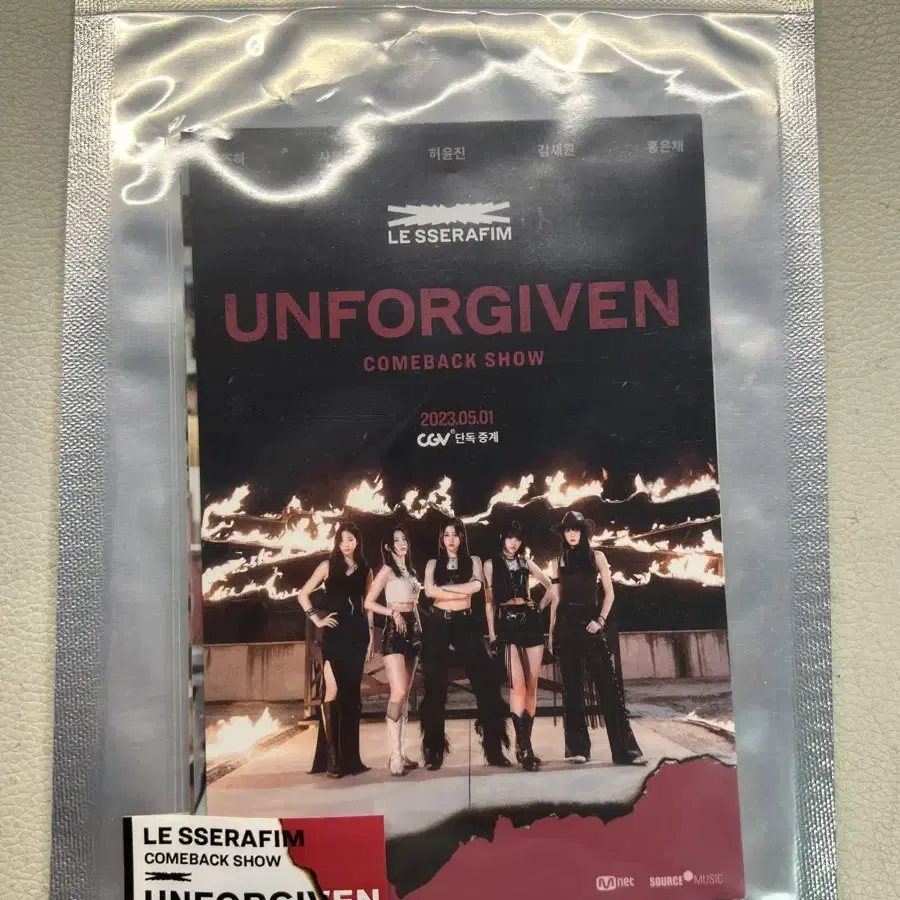 허윤진 김채원 홍은채
LE SSERAFIM
UNFORGIVEN
COMEBACK SHOW
2023.05.01
CGV 단독 중계
LE SSERAFIM
COMEBACK SHOW
UNFORGIVEN
Mnet SOURCE MUSIC